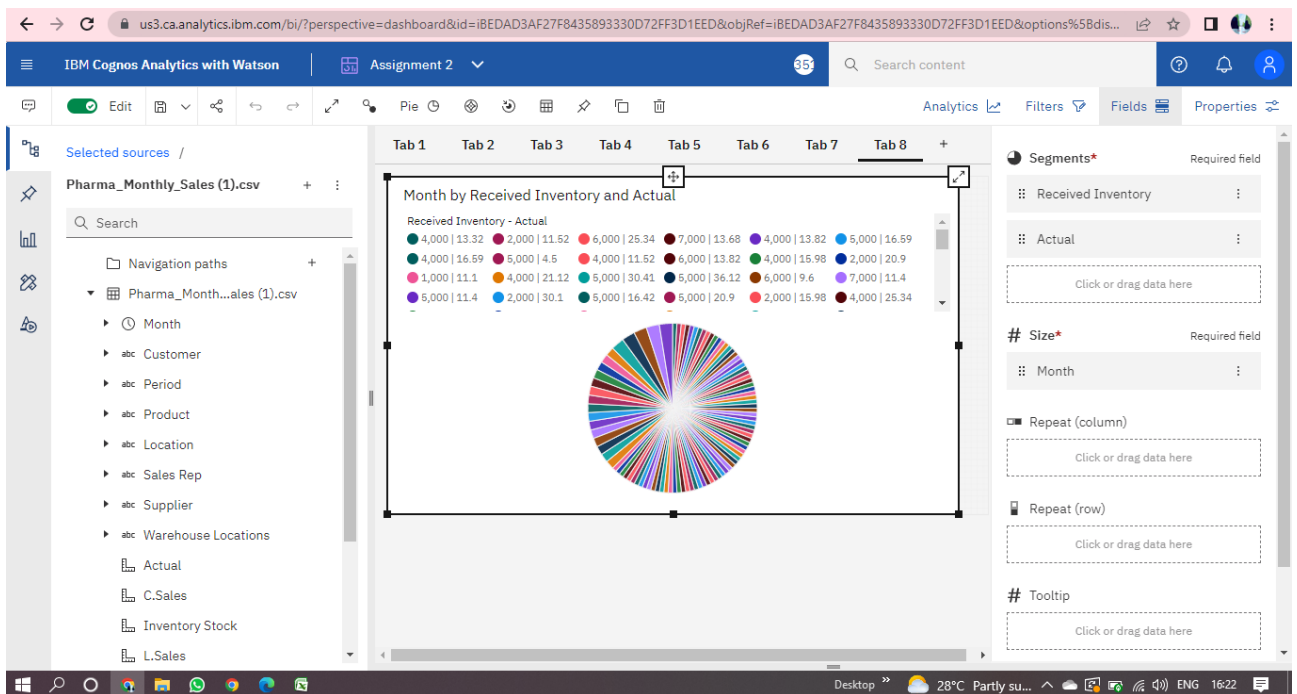 us3.ca.analytics.ibm.com/bi/?perspective=dashboard&id=iBEDAD3AF27F8435893330D72FF3D1EED&objRef=iBEDAD3AF27F8435893330D72FF3D1EED&options%5Bdis...
IBM Cognos Analytics with Watson
Assignment 2
Search content
Edit
Pie
Analytics
Filters
Fields
Properties
Selected sources /
Pharma_Monthly_Sales (1).csv
Search
Navigation paths
Pharma_Month...ales (1).csv
Month
abc Customer
abc Period
abc Product
abc Location
abc Sales Rep
abc Supplier
abc Warehouse Locations
Actual
C.Sales
Inventory Stock
L.Sales
Tab 1 Tab 2 Tab 3 Tab 4 Tab 5 Tab 6 Tab 7 Tab 8 +
Month by Received Inventory and Actual
Received Inventory - Actual
4,000 | 13.32 2,000 | 11.52 6,000 | 25.34 7,000 | 13.68 4,000 | 13.82 5,000 | 16.59
4,000 | 16.59 5,000 | 4.5 4,000 | 11.52 6,000 | 13.82 4,000 | 15.98 2,000 | 20.9
1,000 | 11.1 4,000 | 21.12 5,000 | 30.41 5,000 | 36.12 6,000 | 9.6 7,000 | 11.4
5,000 | 11.4 2,000 | 30.1 5,000 | 16.42 5,000 | 20.9 2,000 | 15.98 4,000 | 25.34
Segments* Required field
Received Inventory
Actual
Click or drag data here
# Size* Required field
Month
Repeat (column)
Click or drag data here
Repeat (row)
Click or drag data here
# Tooltip
Click or drag data here
Desktop » 28°C Partly su... ENG 16:22